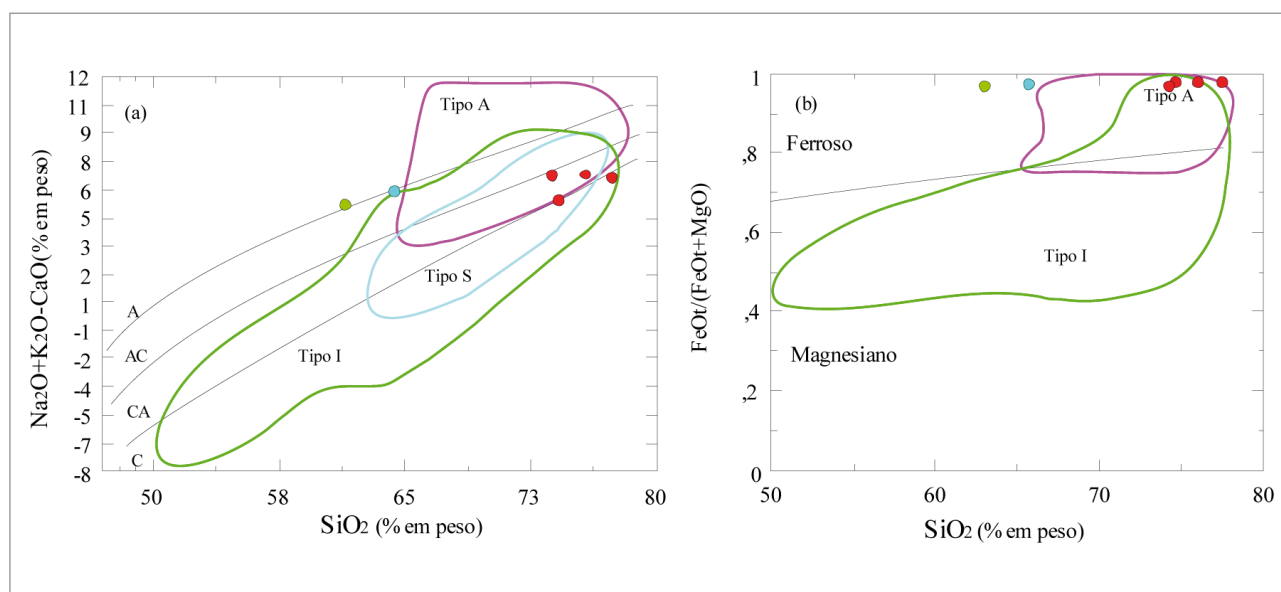 (a)
Na2O+K2O-CaO(% em peso)
12
11
9
8
6
5
3
2
1
-1
-2
-4
-5
-7
-8
Tipo A
Tipo S
Tipo I
A
AC
CA
C
50
58
65
73
80
SiO2 (% em peso)
(b)
FeOt/(FeOt+MgO)
1
,8
,6
,4
,2
0
Tipo A
Ferroso
Tipo I
Magnesiano
50
60
70
80
SiO2 (% em peso)